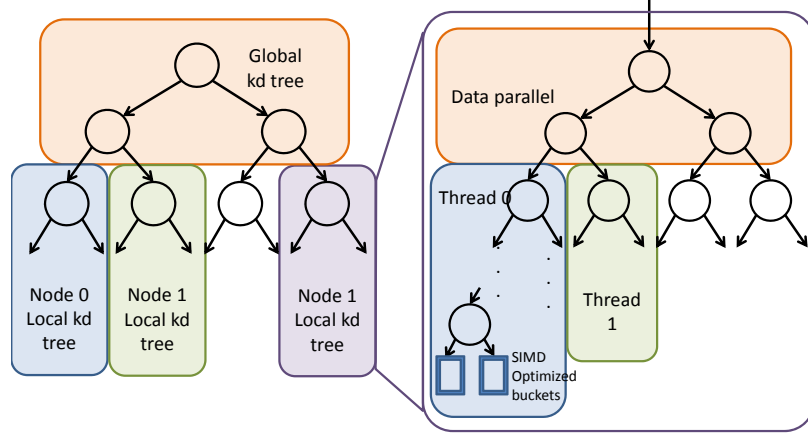 Global
kd tree
Node 0
Local kd
tree
Node 1
Local kd
tree
Node 1
Local kd
tree
Data parallel
Thread 0
Thread
1
SIMD
Optimized
buckets